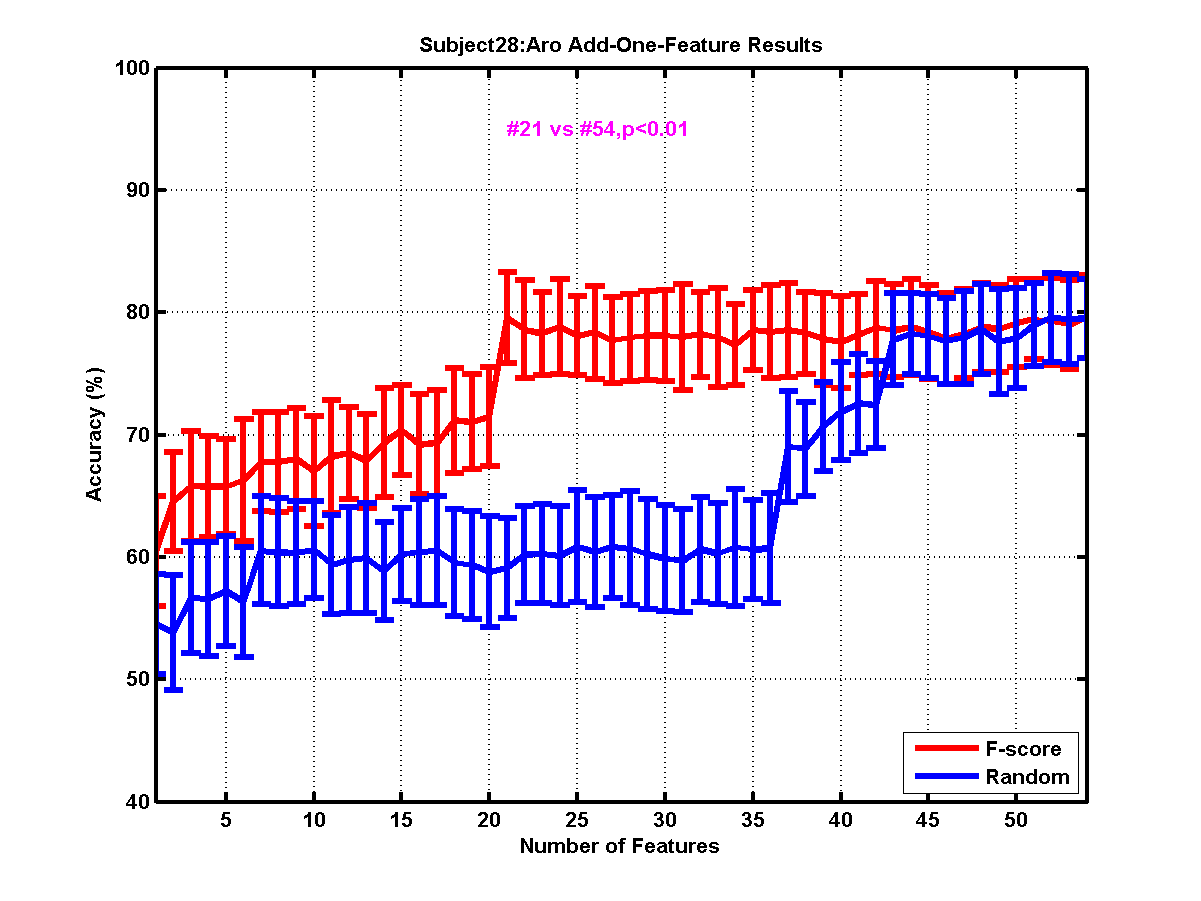 Subject28:Aro Add-One-Feature Results
#21 vs #54,p<0.01
Accuracy (%)
100
90
80
70
60
50
40
5 10 15 20 25 30 35 40 45 50
Number of Features
F-score
Random